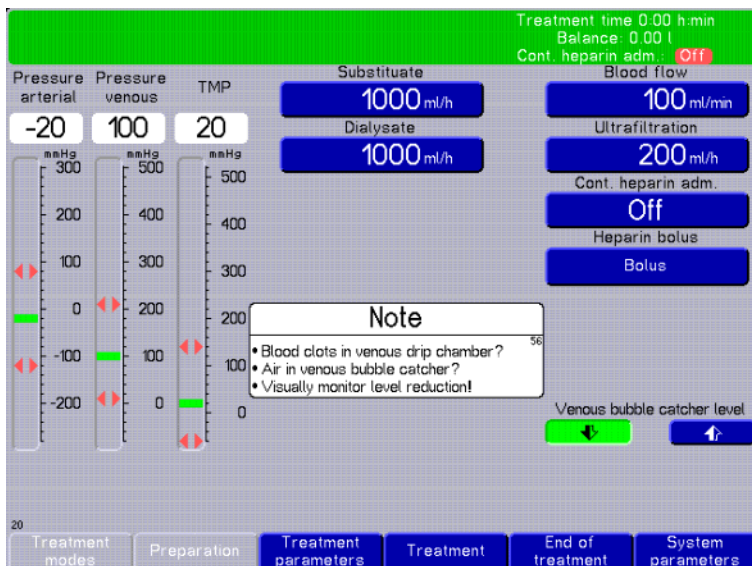 Treatment time 0:00 h:min
Balance: 0.00 l
Cont. heparin adm.: Off
Pressure arterial
Pressure venous
TMP
-20
100
20
mmHg
300
200
100
0
-100
-200
mmHg
500
400
300
200
100
0
500
400
300
200
100
0
Substituate
1000 ml/h
Dialysate
1000 ml/h
Blood flow
100 ml/min
Ultrafiltration
200 ml/h
Cont. heparin adm.
Off
Heparin bolus
Bolus
Note
56
• Blood clots in venous drip chamber?
• Air in venous bubble catcher?
• Visually monitor level reduction!
Venous bubble catcher level
20
Treatment modes
Preparation
Treatment parameters
Treatment
End of treatment
System parameters